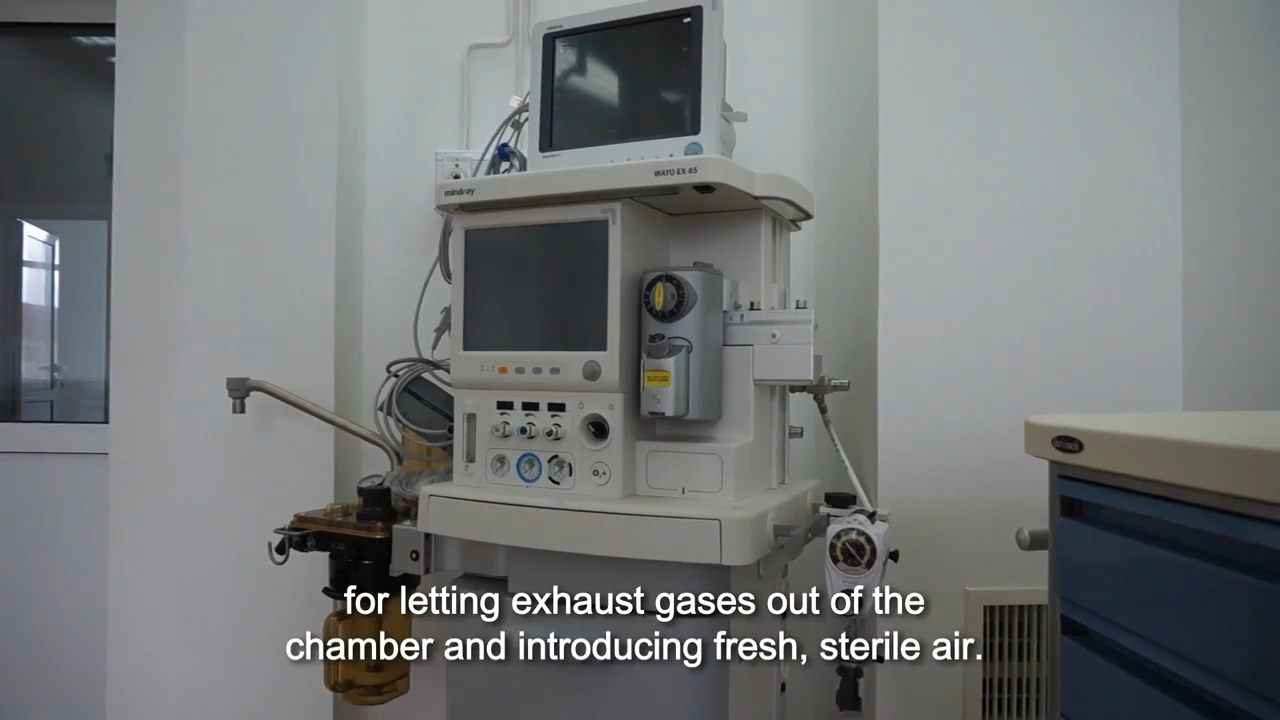 mindray
WATO EX-65
for letting exhaust gases out of the
chamber and introducing fresh, sterile air.